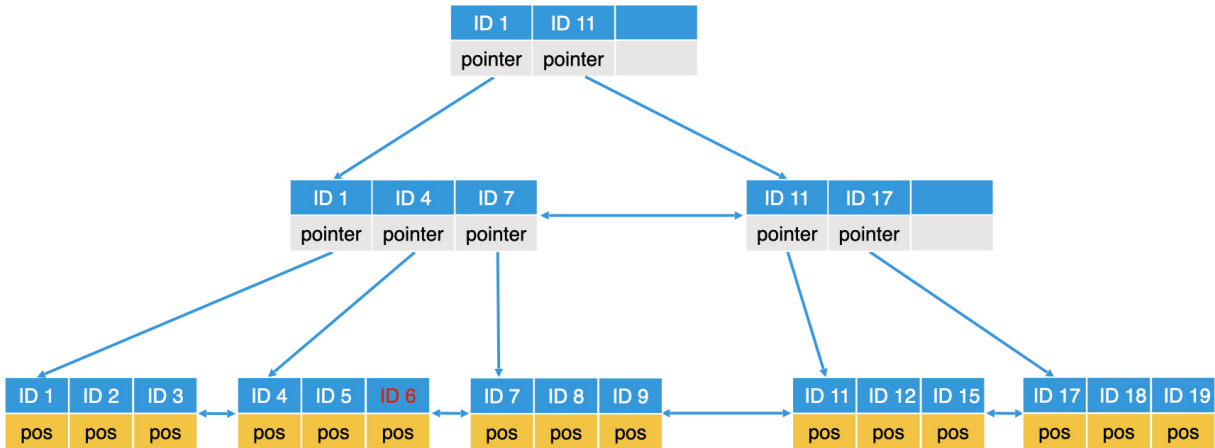 ID 1 ID 11
pointer pointer
ID 1 ID 4 ID 7 ID 11 ID 17
pointer pointer pointer pointer pointer
ID 1 ID 2 ID 3 ID 4 ID 5 ID 6 ID 7 ID 8 ID 9 ID 11 ID 12 ID 15 ID 17 ID 18 ID 19
pos pos pos pos pos pos pos pos pos pos pos pos pos pos pos